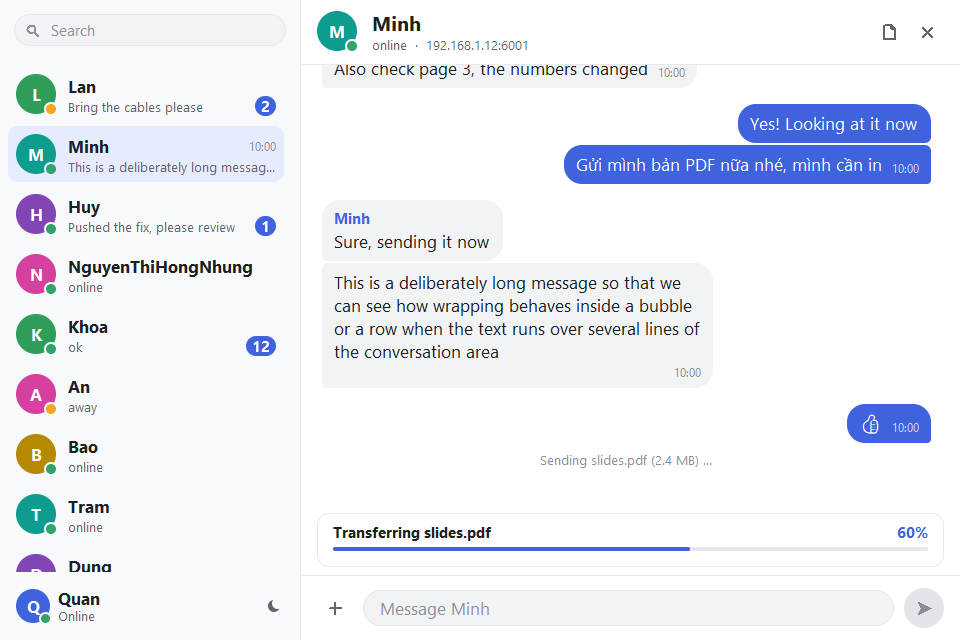 Search
L
Lan
Bring the cables please
2
M
Minh
10:00
This is a deliberately long messag...
H
Huy
Pushed the fix, please review
1
N
NguyenThiHongNhung
online
K
Khoa
ok
12
A
An
away
B
Bao
online
T
Tram
online
D
Dung
Q
Quan
Online
M
Minh
online · 192.168.1.12:6001
Also check page 3, the numbers changed 10:00
Yes! Looking at it now
Gửi mình bản PDF nữa nhé, mình cần in 10:00
Minh
Sure, sending it now
This is a deliberately long message so that we
can see how wrapping behaves inside a bubble
or a row when the text runs over several lines of
the conversation area
10:00
👍 10:00
Sending slides.pdf (2.4 MB) ...
Transferring slides.pdf 60%
Message Minh